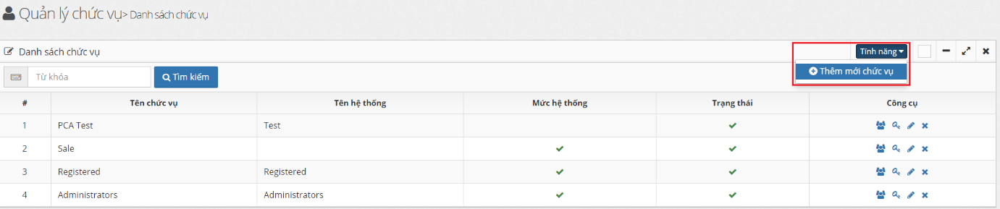 Quản lý chức vụ> Danh sách chức vụ
Danh sách chức vụ Tính năng
Từ khóa Tìm kiếm Thêm mới chức vụ
# Tên chức vụ Tên hệ thống Mức hệ thống Trạng thái Công cụ
1 PCA Test Test
2 Sale
3 Registered Registered
4 Administrators Administrators